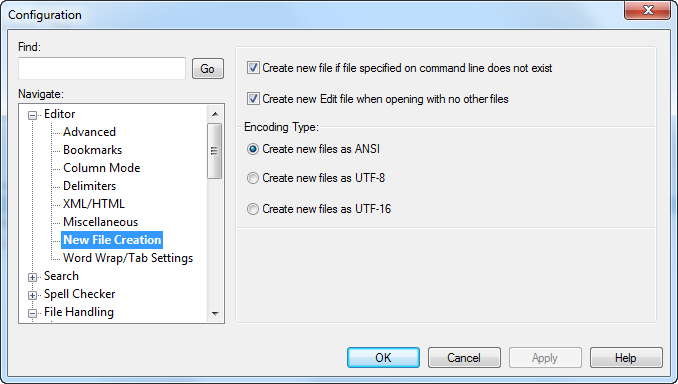 Configuration
Find:
Go
Navigate:
Editor
Advanced
Bookmarks
Column Mode
Delimiters
XML/HTML
Miscellaneous
New File Creation
Word Wrap/Tab Settings
Search
Spell Checker
File Handling
Create new file if file specified on command line does not exist
Create new Edit file when opening with no other files
Encoding Type:
Create new files as ANSI
Create new files as UTF-8
Create new files as UTF-16
OK
Cancel
Apply
Help